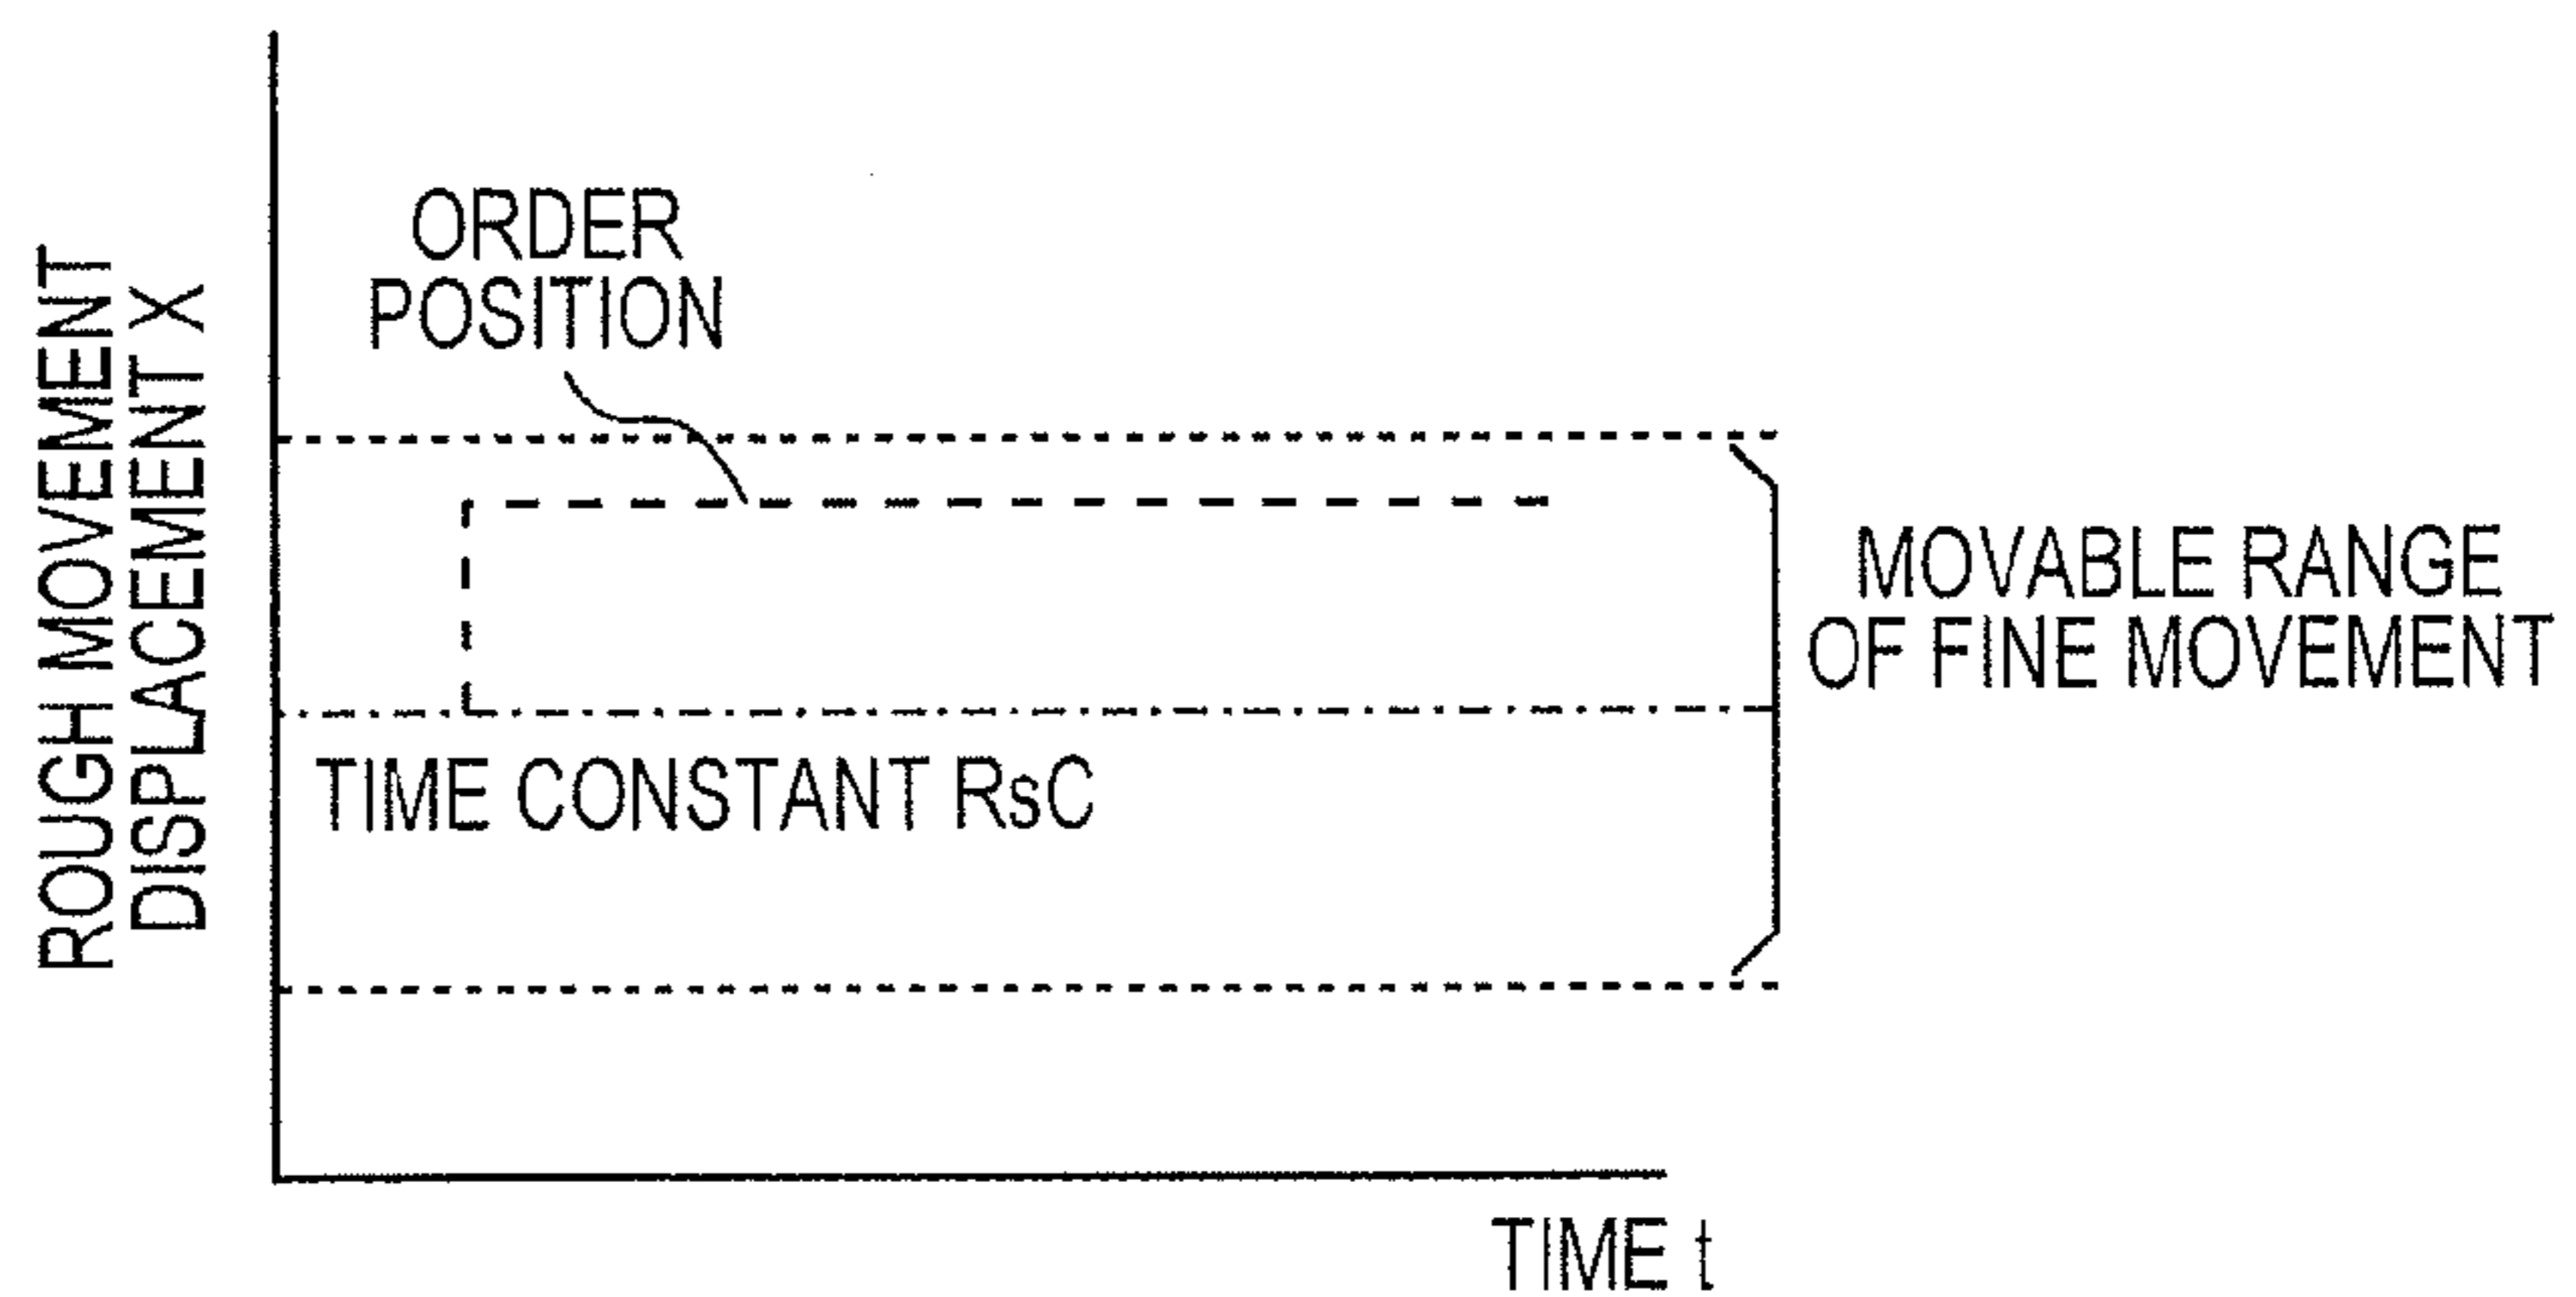 ROUGH MOVEMENT
DISPLACEMENT X
ORDER
POSITION
MOVABLE RANGE
OF FINE MOVEMENT
TIME CONSTANT RsC
TIME t